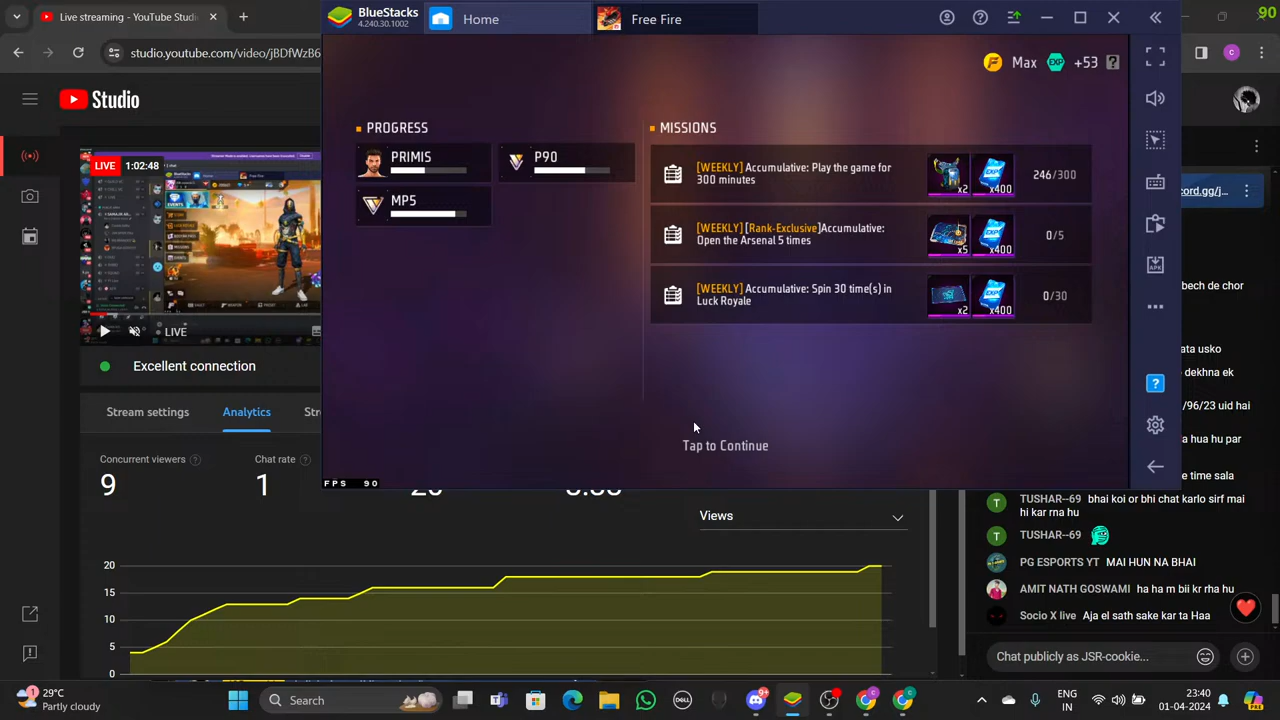 Live streaming - YouTube Studio
studio.youtube.com/video/jBDfWzB6
Studio
LIVE 1:02:48
LIVE
Excellent connection
Stream settings
Analytics
Concurrent viewers
9
Chat rate
1
Views
20
15
10
5
0
BlueStacks
4.240.30.1002
Home
Free Fire
90
Max
EXP +53 ?
PROGRESS
PRIMIS
P90
MP5
MISSIONS
[WEEKLY] Accumulative: Play the game for
300 minutes
x2
x400
246/300
[WEEKLY] [Rank-Exclusive]Accumulative:
Open the Arsenal 5 times
x5
x400
0/5
[WEEKLY] Accumulative: Spin 30 time(s) in
Luck Royale
x2
x400
0/30
Tap to Continue
FPS 90
cord.gg/j...
bech de chor
ata usko
dekhna ek
/96/23 uid hai
a hua hu par
time sala
TUSHAR--69 bhai koi or bhi chat karlo sirf mai
hi kar rna hu
TUSHAR--69
PG ESPORTS YT MAI HUN NA BHAI
AMIT NATH GOSWAMI ha ha m bii kr rha hu
Socio X live Aja el sath sake kar ta Haa
Chat publicly as JSR-cookie...
29°C
Partly cloudy
Search
ENG
IN
23:40
01-04-2024